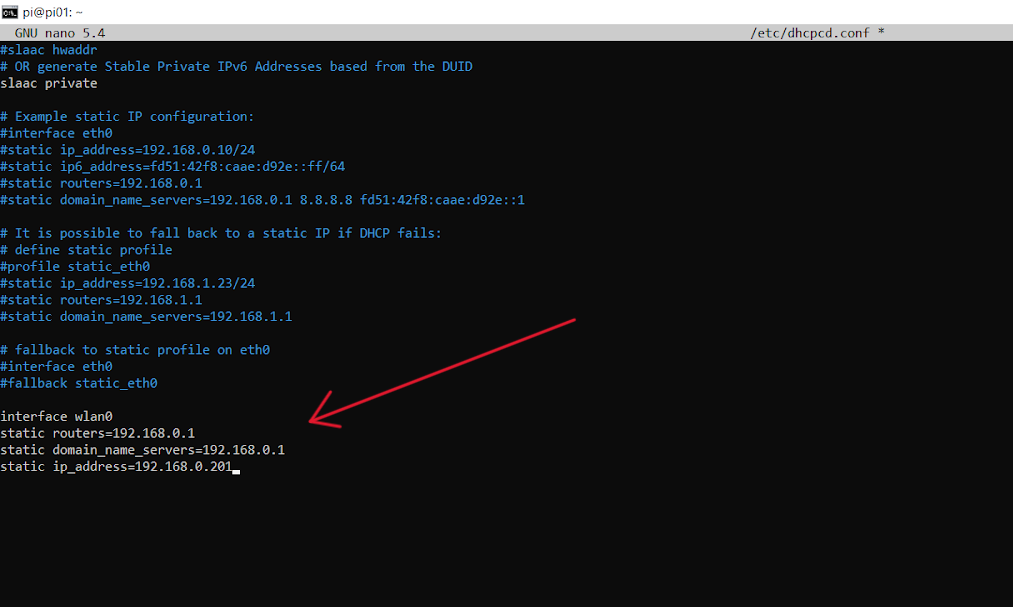 pi@pi01: ~
GNU nano 5.4 /etc/dhcpcd.conf *
#slaac hwaddr
# OR generate Stable Private IPv6 Addresses based from the DUID
slaac private
# Example static IP configuration:
#interface eth0
#static ip_address=192.168.0.10/24
#static ip6_address=fd51:42f8:caae:d92e::ff/64
#static routers=192.168.0.1
#static domain_name_servers=192.168.0.1 8.8.8.8 fd51:42f8:caae:d92e::1
# It is possible to fall back to a static IP if DHCP fails:
# define static profile
#profile static_eth0
#static ip_address=192.168.1.23/24
#static routers=192.168.1.1
#static domain_name_servers=192.168.1.1
# fallback to static profile on eth0
#interface eth0
#fallback static_eth0
interface wlan0
static routers=192.168.0.1
static domain_name_servers=192.168.0.1
static ip_address=192.168.0.201